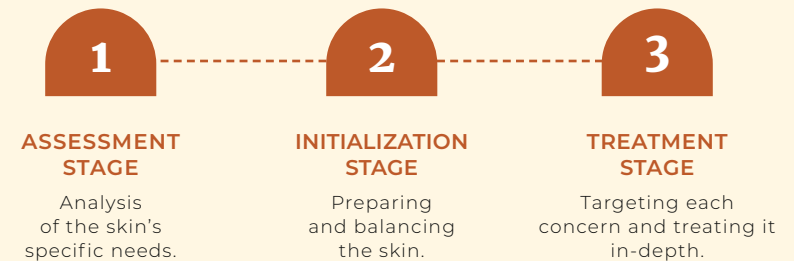 1
ASSESSMENT
STAGE
Analysis
of the skin's
specific needs.
2
INITIALIZATION
STAGE
Preparing
and balancing
the skin.
3
TREATMENT
STAGE
Targeting each
concern and treating it
in-depth.